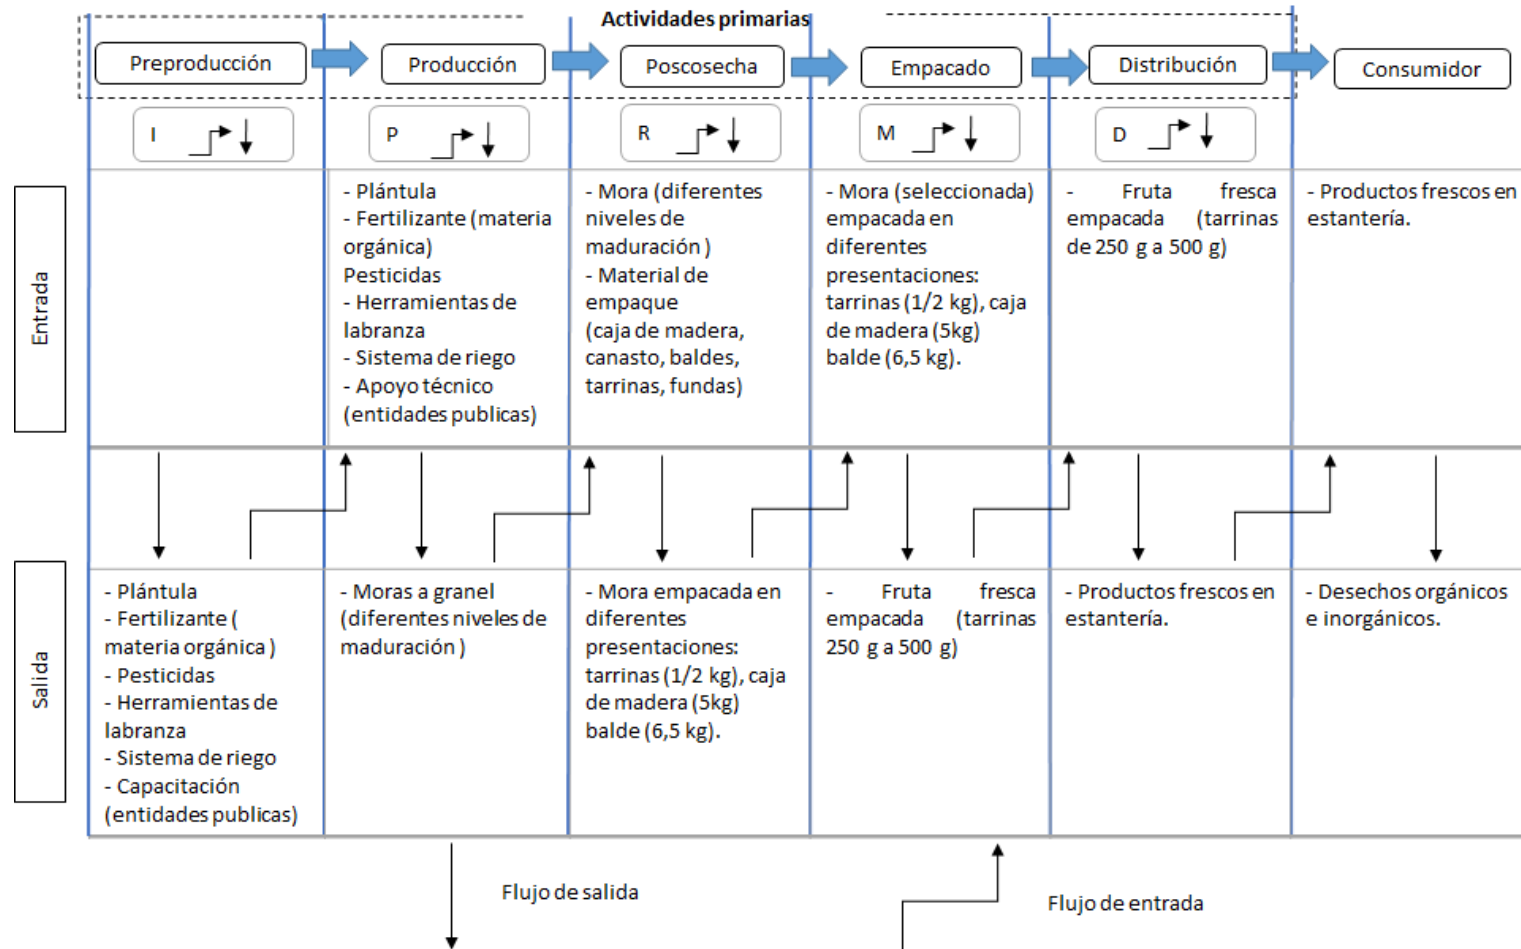 Actividades primarias
Preproducción
Producción
Poscosecha
Empacado
Distribución
Consumidor
I
P
R
M
D
Entrada
- Plántula
- Fertilizante (materia
orgánica)
Pesticidas
- Herramientas de
labranza
- Sistema de riego
- Apoyo técnico
(entidades publicas)
- Mora (diferentes
niveles de
maduración )
- Material de
empaque
(caja de madera,
canasto, baldes,
tarrinas, fundas)
- Mora (seleccionada)
empacada en
diferentes
presentaciones:
tarrinas (1/2 kg), caja
de madera (5kg)
balde (6,5 kg).
- Fruta fresca
empacada (tarrinas
de 250 g a 500 g)
- Productos frescos en
estantería.
Salida
- Plántula
- Fertilizante (
materia orgánica )
- Pesticidas
- Herramientas de
labranza
- Sistema de riego
- Capacitación
(entidades publicas)
- Moras a granel
(diferentes niveles de
maduración )
- Mora empacada en
diferentes
presentaciones:
tarrinas (1/2 kg), caja
de madera (5kg)
balde (6,5 kg).
- Fruta fresca
empacada (tarrinas
250 g a 500 g)
- Productos frescos en
estantería.
- Desechos orgánicos
e inorgánicos.
Flujo de salida
Flujo de entrada